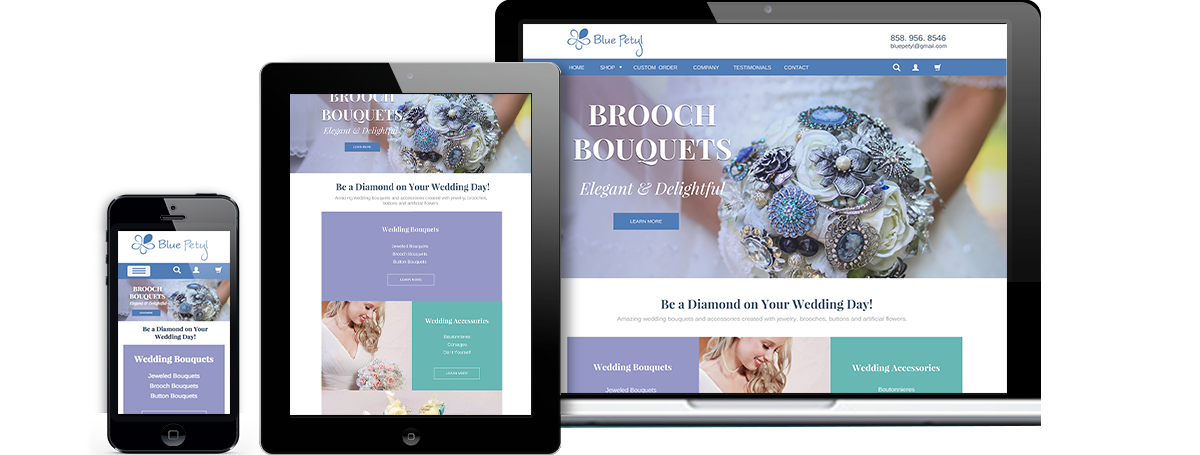 Blue Petyl
BROOCH
BOUQUETS
Elegant & Delightful
LEARN MORE
Be a Diamond on Your
Wedding Day!
Wedding Bouquets
Jeweled Bouquets
Brooch Bouquets
Button Bouquets
BROOCH
BOUQUETS
Elegant & Delightful
LEARN MORE
Be a Diamond on Your Wedding Day!
Amazing wedding bouquets and accessories created with jewelry, brooches,
buttons and artificial flowers
Wedding Bouquets
Jeweled Bouquets
Brooch Bouquets
Button Bouquets
LEARN MORE
Wedding Accessories
Boutonnieres
Corsages
Do It Yourself
LEARN MORE
Blue Petyl
858. 956. 8546
bluepetyl@gmail.com
HOME SHOP CUSTOM ORDER COMPANY TESTIMONIALS CONTACT
BROOCH
BOUQUETS
Elegant & Delightful
LEARN MORE
Be a Diamond on Your Wedding Day!
Amazing wedding bouquets and accessories created with jewelry, brooches, buttons and artificial flowers.
Wedding Bouquets
Jeweled Bouquets
Wedding Accessories
Boutonnieres